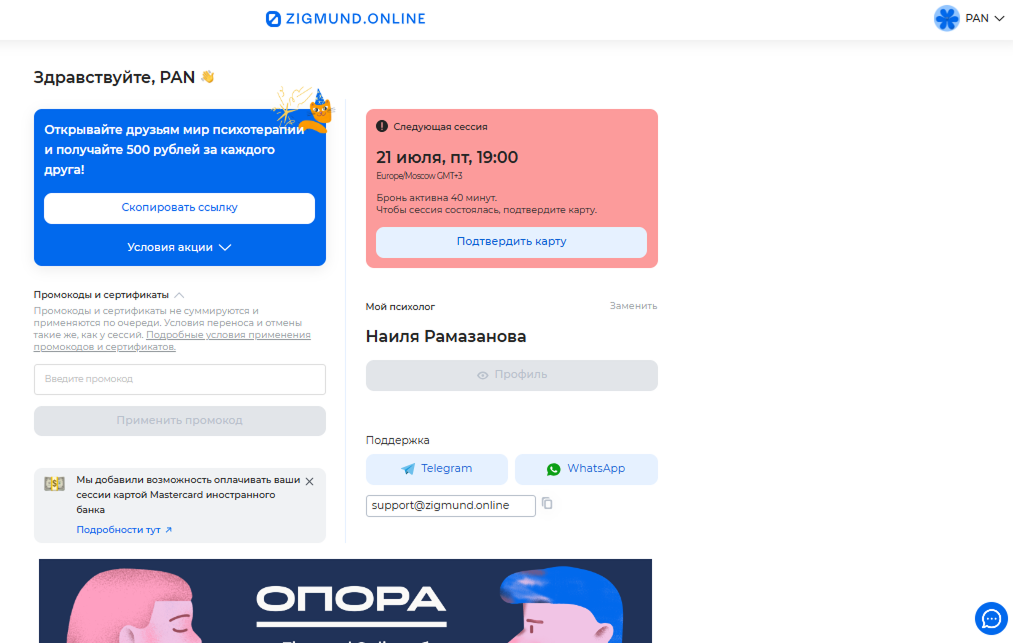 ZIGMUND.ONLINE
PAN
Здравствуйте, PAN
Открывайте друзьям мир психотерапии
и получайте 500 рублей за каждого
друга!
Скопировать ссылку
Условия акции
Промокоды и сертификаты
Промокоды и сертификаты не суммируются и
применяются по очереди. Условия переноса и отмены
такие же, как у сессий. Подробные условия применения
промокодов и сертификатов.
Введите промокод
Применить промокод
Мы добавили возможность оплачивать ваши
сессии картой Mastercard иностранного
банка
Подробности тут
Следующая сессия
21 июля, пт, 19:00
Europe/Moscow GMT+3
Бронь активна 40 минут.
Чтобы сессия состоялась, подтвердите карту.
Подтвердить карту
Мой психолог
Заменить
Наиля Рамазанова
Профиль
Поддержка
Telegram
WhatsApp
support@zigmund.online
ОПОРА